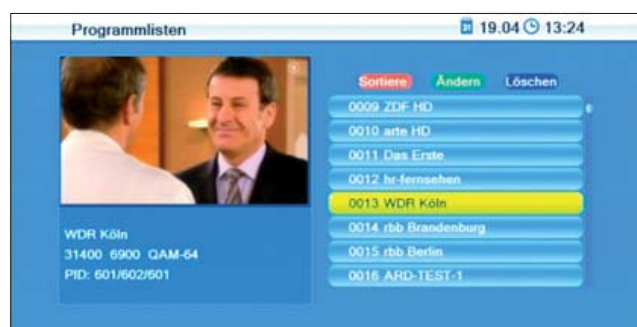 Programmlisten
31 19.04 13:24
Sortiere Ändern Löschen
0009 ZDF HD
0010 arte HD
0011 Das Erste
0012 hr-fernsehen
0013 WDR Köln
0014 rbb Brandenburg
0015 rbb Berlin
0016 ARD-TEST-1
WDR Köln
31400 6900 QAM-64
PID: 601/602/601